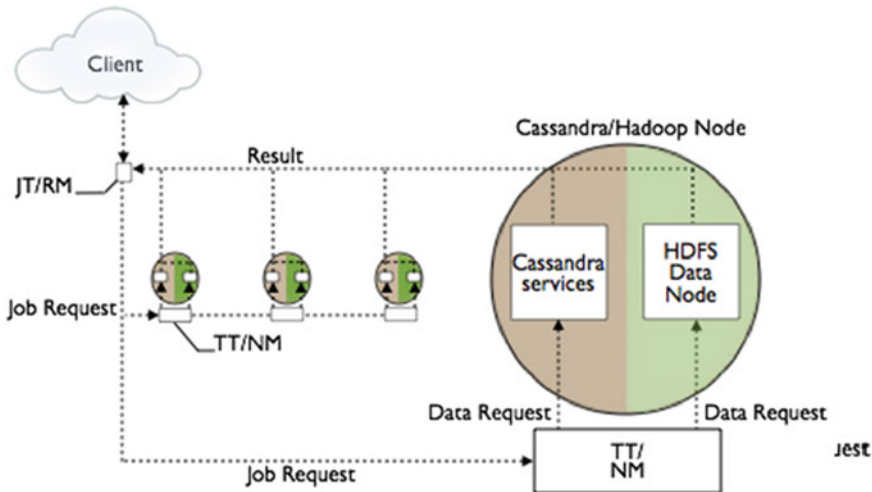 Client
Cassandra/Hadoop Node
Result
JT/RM
Cassandra
services
HDFS
Data
Node
Job Request
TT/NM
Data Request
Data Request
TT/
NM
Job Request